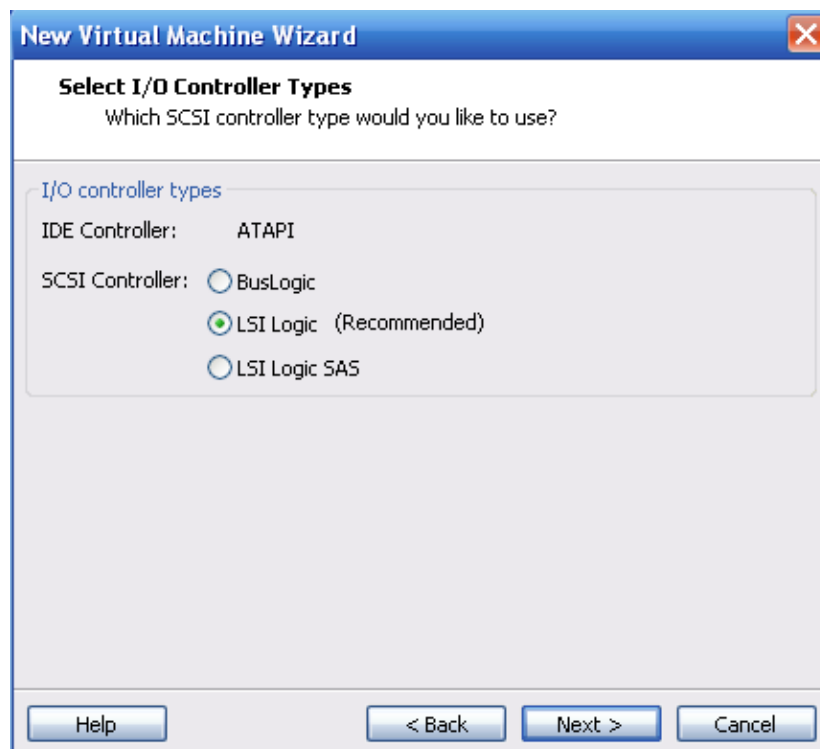 New Virtual Machine Wizard
Select I/O Controller Types
Which SCSI controller type would you like to use?
I/O controller types
IDE Controller: ATAPI
SCSI Controller: BusLogic
LSI Logic (Recommended)
LSI Logic SAS
Help < Back Next > Cancel